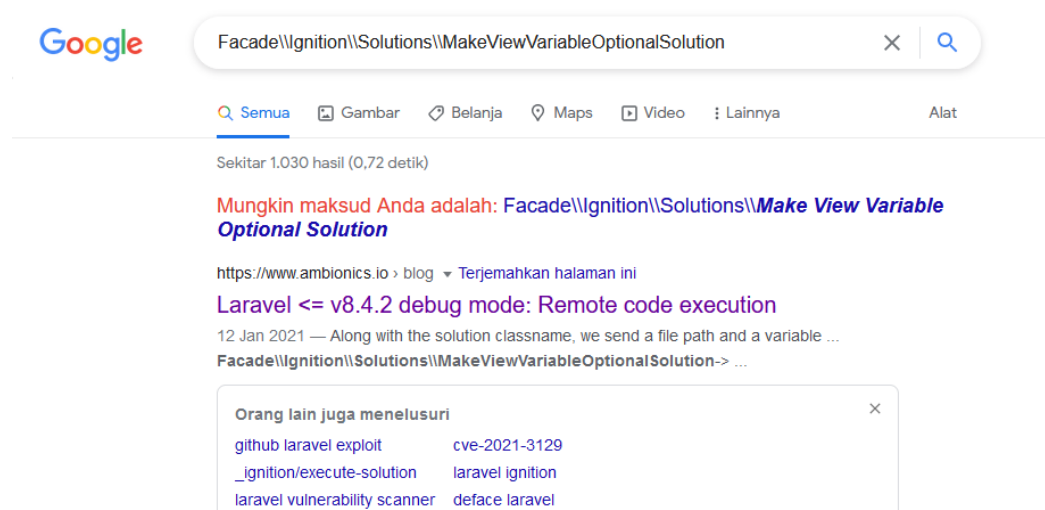 Google
Facade\\Ignition\\Solutions\\MakeViewVariableOptionalSolution
Semua Gambar Belanja Maps Video Lainnya Alat
Sekitar 1.030 hasil (0,72 detik)
Mungkin maksud Anda adalah: Facade\\Ignition\\Solutions\\Make View Variable
Optional Solution
https://www.ambionics.io › blog Terjemahkan halaman ini
Laravel <= v8.4.2 debug mode: Remote code execution
12 Jan 2021 — Along with the solution classname, we send a file path and a variable ...
Facade\\Ignition\\Solutions\\MakeViewVariableOptionalSolution-> ...
Orang lain juga menelusuri
github laravel exploit cve-2021-3129
_ignition/execute-solution laravel ignition
laravel vulnerability scanner deface laravel